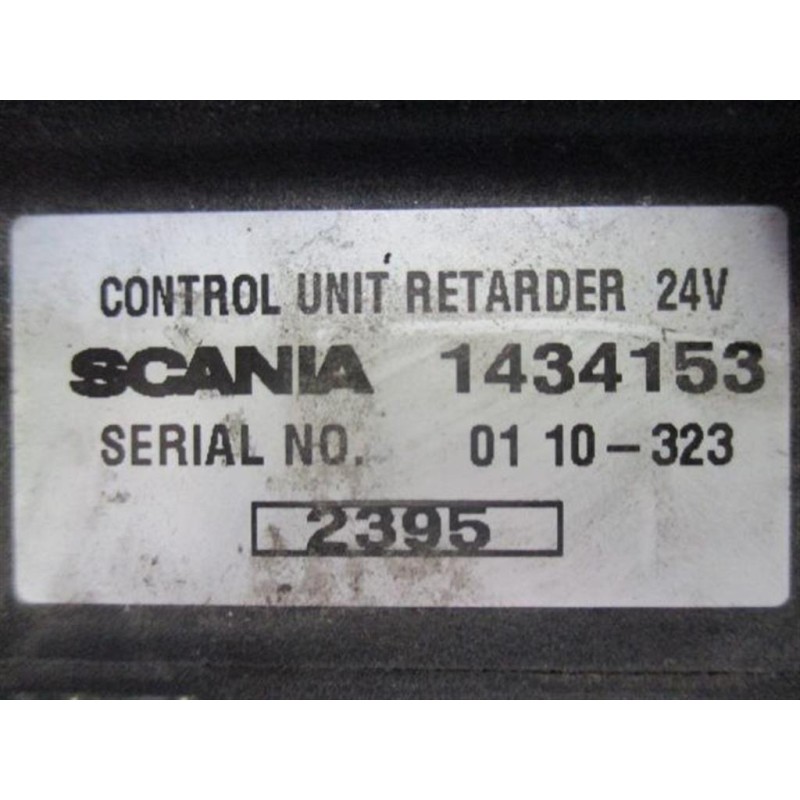 CONTROL UNIT RETARDER 24V
SCANIA 1434153
SERIAL NO. 01 10-323
2395